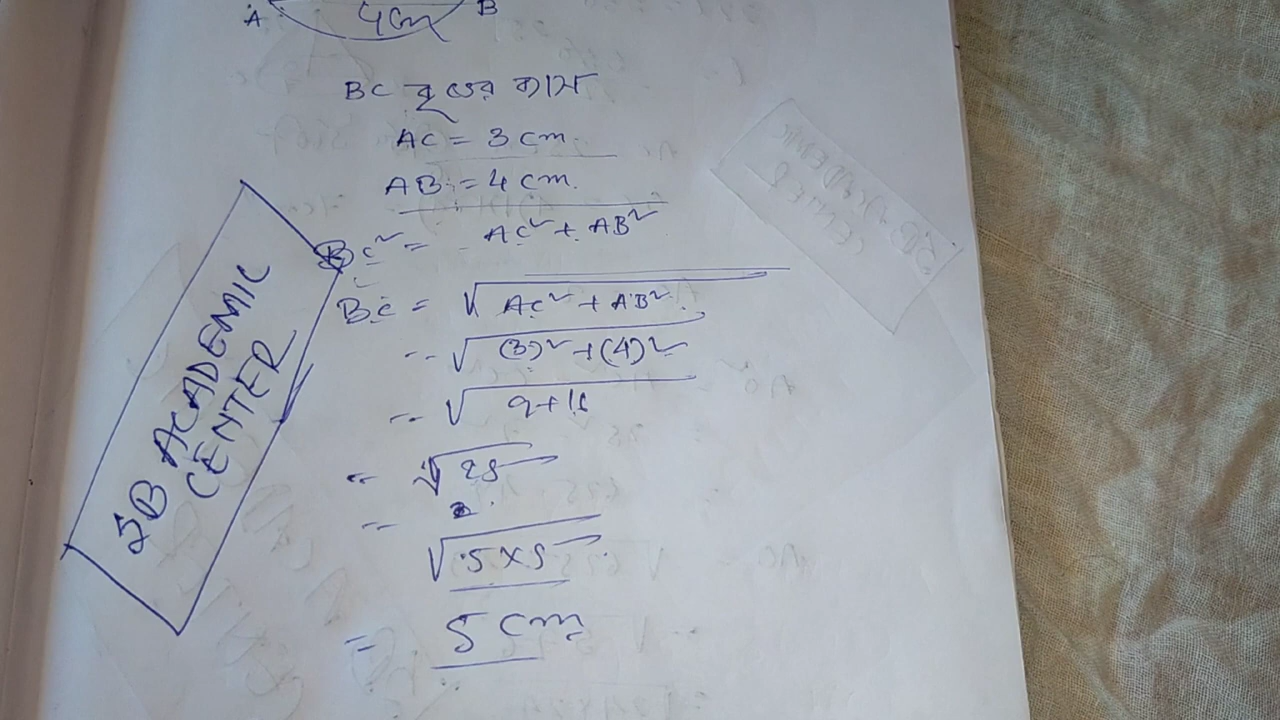 A 4cm B
BC বৃত্তের ব্যাস
AC = 3 cm.
AB = 4 cm.
BC² = AC² + AB²
BC = √AC² + AB²
= √(3)² + (4)²
= √9+16
= √25
= √5×5
= 5 cm
SB ACADEMIC
CENTER